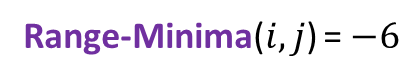 Range-Minima(i, j) = −6